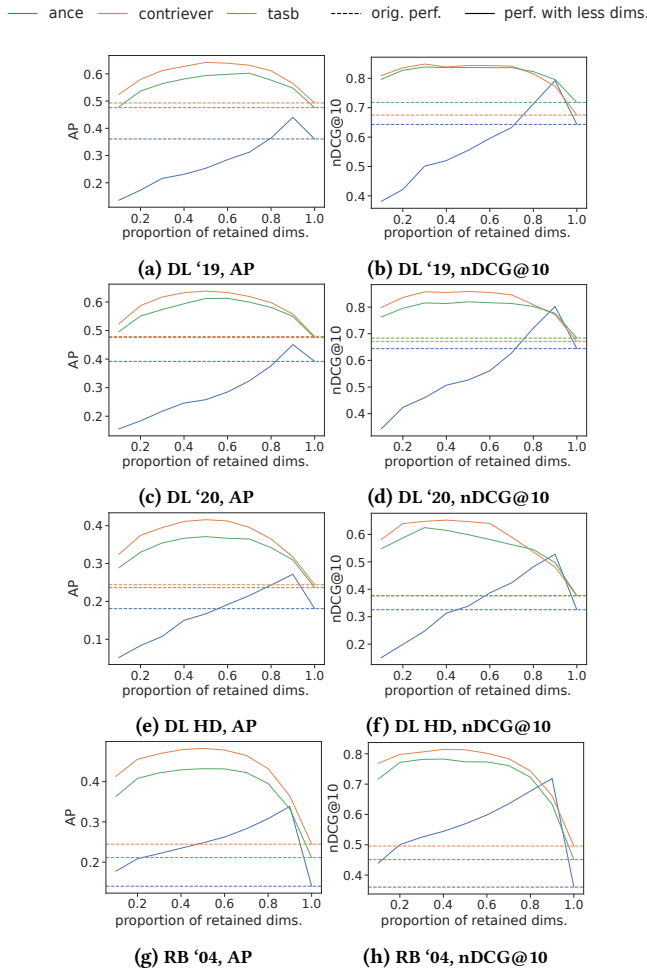 ance contriever tasb orig. perf. perf. with less dims.
0.6
0.5
0.4
0.3
0.2
AP
0.2 0.4 0.6 0.8 1.0
proportion of retained dims.
(a) DL ‘19, AP
0.8
0.7
0.6
0.5
0.4
nDCG@10
0.2 0.4 0.6 0.8 1.0
proportion of retained dims.
(b) DL ‘19, nDCG@10
0.6
0.5
0.4
0.3
0.2
AP
0.2 0.4 0.6 0.8 1.0
proportion of retained dims.
(c) DL ‘20, AP
0.8
0.7
0.6
0.5
0.4
nDCG@10
0.2 0.4 0.6 0.8 1.0
proportion of retained dims.
(d) DL ‘20, nDCG@10
0.4
0.3
0.2
0.1
AP
0.2 0.4 0.6 0.8 1.0
proportion of retained dims.
(e) DL HD, AP
0.6
0.5
0.4
0.3
0.2
nDCG@10
0.2 0.4 0.6 0.8 1.0
proportion of retained dims.
(f) DL HD, nDCG@10
0.4
0.2
AP
0.2 0.4 0.6 0.8 1.0
proportion of retained dims.
(g) RB ‘04, AP
0.8
0.7
0.6
0.5
0.4
nDCG@10
0.2 0.4 0.6 0.8 1.0
proportion of retained dims.
(h) RB ‘04, nDCG@10